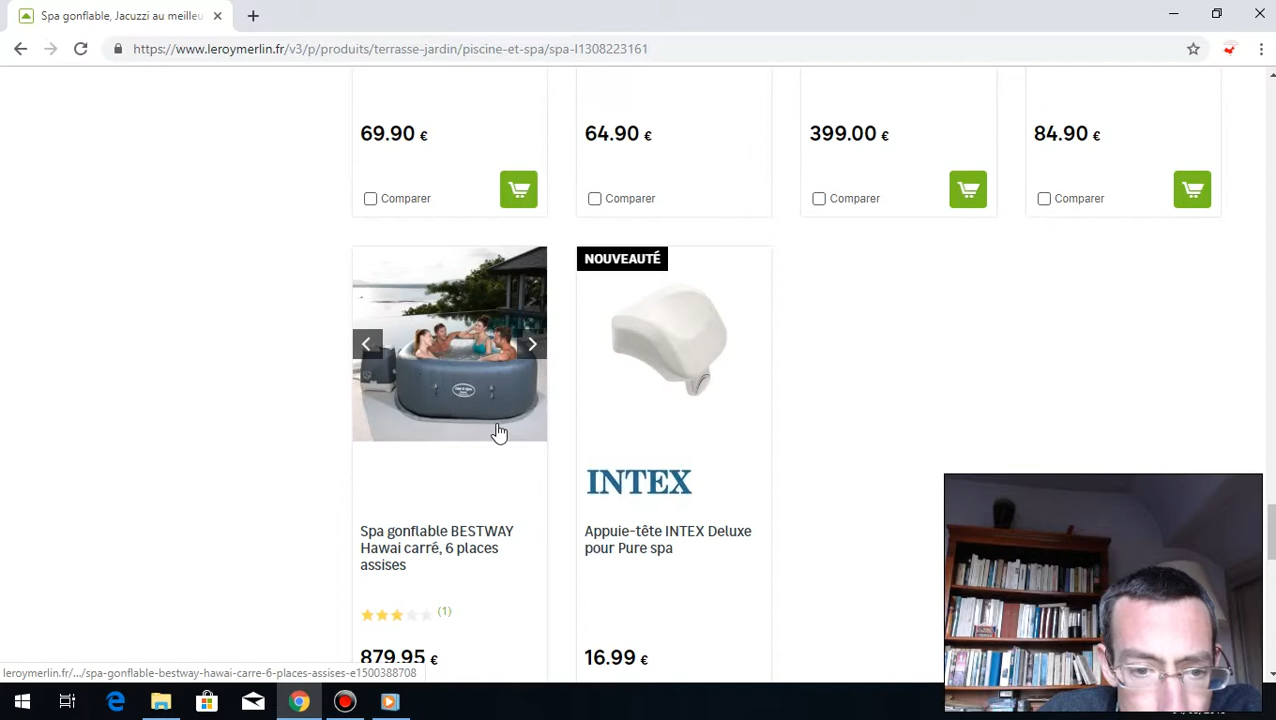 Spa gonflable, Jacuzzi au meilleu
https://www.leroymerlin.fr/v3/p/produits/terrasse-jardin/piscine-et-spa/spa-l1308223161
69.90 €
64.90 €
399.00 €
84.90 €
Comparer
Comparer
Comparer
Comparer
NOUVEAUTÉ
INTEX
Spa gonflable BESTWAY
Hawai carré, 6 places
assises
Appuie-tête INTEX Deluxe
pour Pure spa
(1)
879.95 €
16.99 €
leroymerlin.fr/.../spa-gonflable-bestway-hawai-carre-6-places-assises-e1500388708